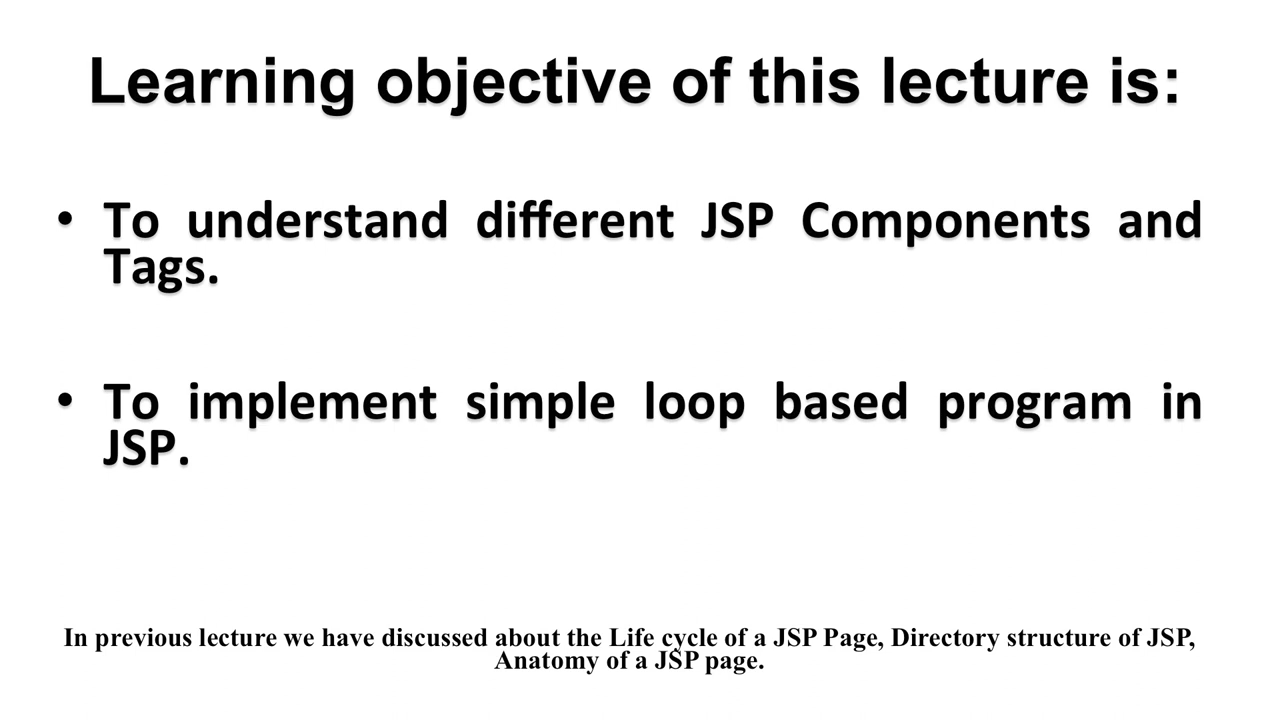 Learning objective of this lecture is:
• To understand different JSP Components and
Tags.
• To implement simple loop based program in
JSP.
In previous lecture we have discussed about the Life cycle of a JSP Page, Directory structure of JSP,
Anatomy of a JSP page.